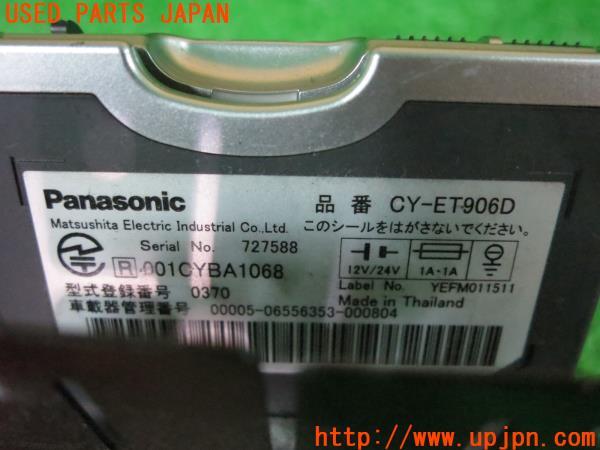 USED PARTS JAPAN
Panasonic 品番 CY-ET906D
Matsushita Electric Industrial Co.,Ltd. このシールをはがさないでください。
Serial No. 727588
R 001CYBA1068 12V/24V 1A・1A
型式登録番号 0370 Label No. YEFM011511
Made in Thailand
車載器管理番号 00005-06556353-000804
http://www.upjpn.com